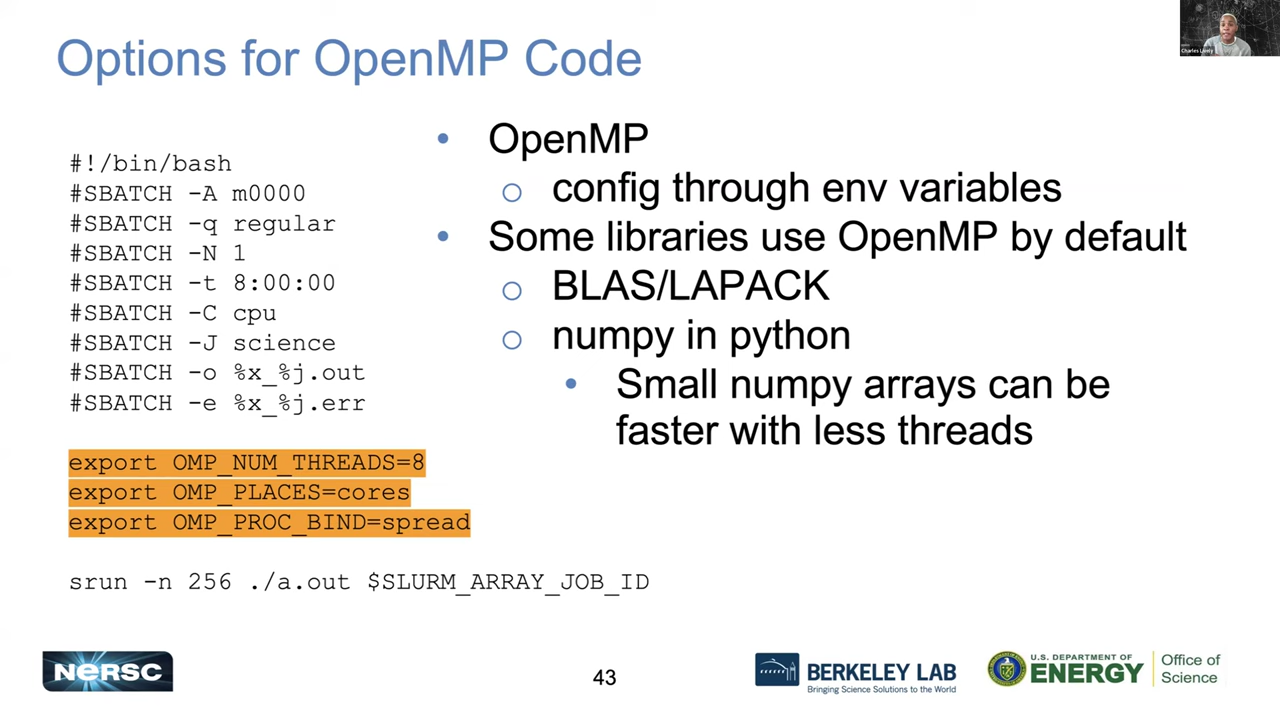 Options for OpenMP Code
Charles Lively
#!/bin/bash
#SBATCH -A m0000
#SBATCH -q regular
#SBATCH -N 1
#SBATCH -t 8:00:00
#SBATCH -C cpu
#SBATCH -J science
#SBATCH -o %x_%j.out
#SBATCH -e %x_%j.err
export OMP_NUM_THREADS=8
export OMP_PLACES=cores
export OMP_PROC_BIND=spread
srun -n 256 ./a.out $SLURM_ARRAY_JOB_ID
• OpenMP
o config through env variables
• Some libraries use OpenMP by default
o BLAS/LAPACK
o numpy in python
• Small numpy arrays can be
faster with less threads
NERSC
43
BERKELEY LAB
Bringing Science Solutions to the World
U.S. DEPARTMENT OF
ENERGY
Office of
Science